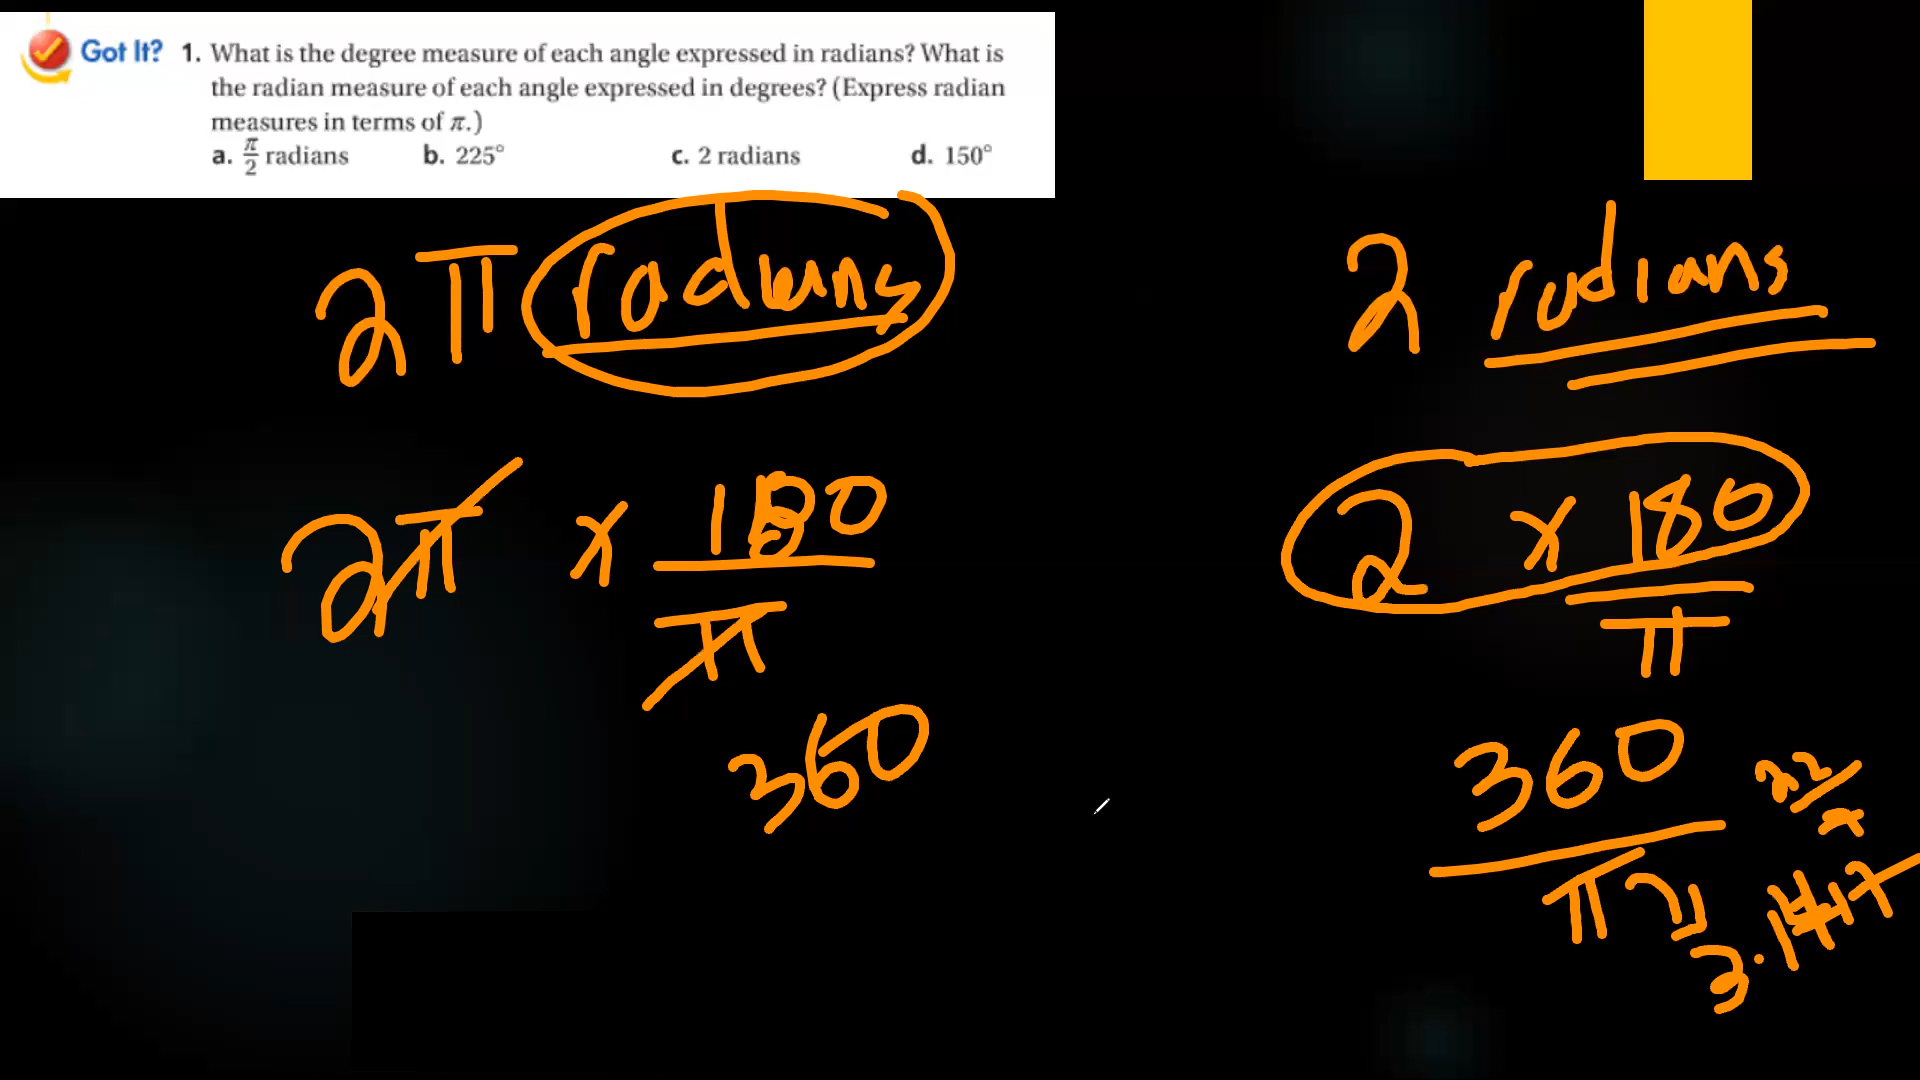 Got It? 1. What is the degree measure of each angle expressed in radians? What is
the radian measure of each angle expressed in degrees? (Express radian
measures in terms of π.)
a. π/2 radians b. 225° c. 2 radians d. 150°
2π radians
2π × 180/π
360
2 radians
2 × 180/π
360/π